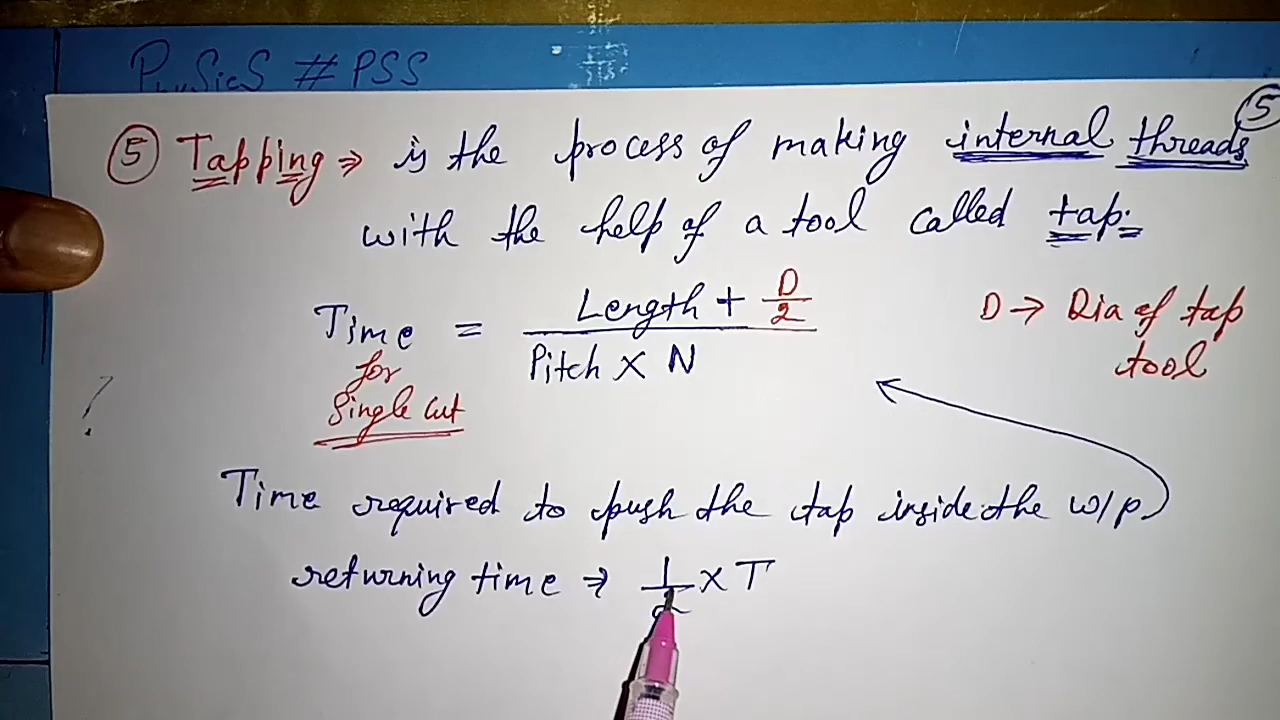 PhySicS # PSS
5
⑤ Tapping ⇒ is the process of making internal threads
with the help of a tool called tap.
Time = (Length + D/2) / (Pitch × N)
D → Dia of tap
tool
for
Single cut
?
Time required to push the tap inside the w/p
returning time → 1/2 × T